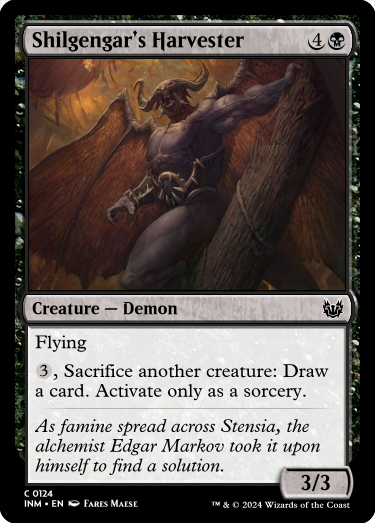 Shilgengar's Harvester 4
Creature — Demon
Flying
3, Sacrifice another creature: Draw
a card. Activate only as a sorcery.
As famine spread across Stensia, the
alchemist Edgar Markov took it upon
himself to find a solution.
3/3
C 0124
INM • EN Fares Maese
™ & © 2024 Wizards of the Coast